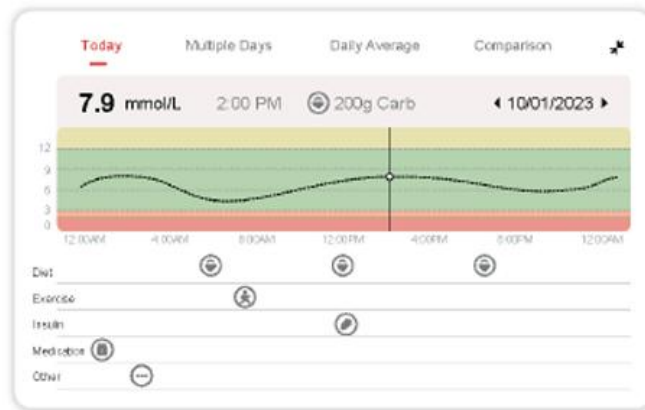 Today Multiple Days Daily Average Comparison
7.9 mmol/L 2:00 PM 200g Carb 10/01/2023
12
9
6
3
0
12:00AM 4:00AM 8:00AM 12:00PM 4:00PM 8:00PM 12:00AM
Diet
Exercise
Insulin
Medication
Other